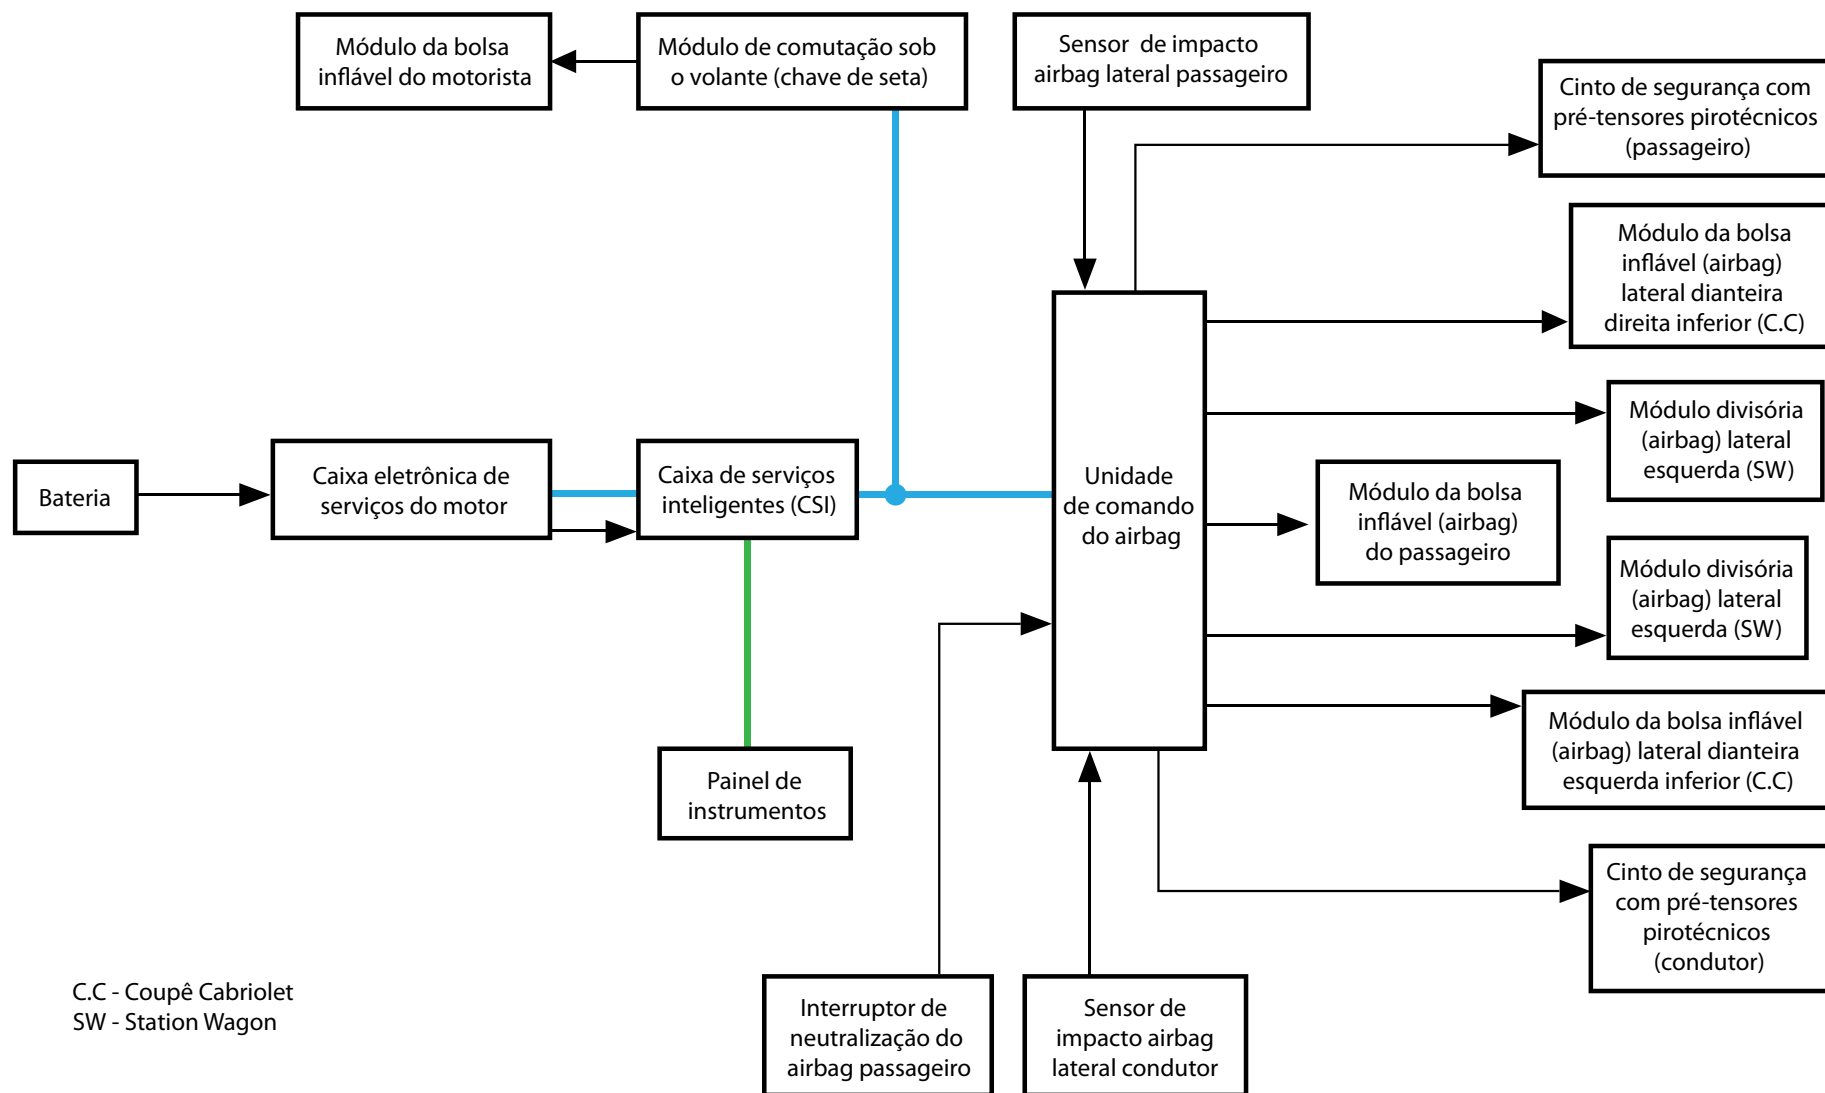 Módulo da bolsa
inflável do motorista
Módulo de comutação sob
o volante (chave de seta)
Sensor de impacto
airbag lateral passageiro
Cinto de segurança com
pré-tensores pirotécnicos
(passageiro)
Módulo da bolsa
inflável (airbag)
lateral dianteira
direita inferior (C.C)
Módulo divisória
(airbag) lateral
esquerda (SW)
Bateria
Caixa eletrônica de
serviços do motor
Caixa de serviços
inteligentes (CSI)
Unidade
de comando
do airbag
Módulo da bolsa
inflável (airbag)
do passageiro
Módulo divisória
(airbag) lateral
esquerda (SW)
Módulo da bolsa inflável
(airbag) lateral dianteira
esquerda inferior (C.C)
Painel de
instrumentos
Cinto de segurança
com pré-tensores
pirotécnicos
(condutor)
C.C - Coupê Cabriolet
SW - Station Wagon
Interruptor de
neutralização do
airbag passageiro
Sensor de
impacto airbag
lateral condutor